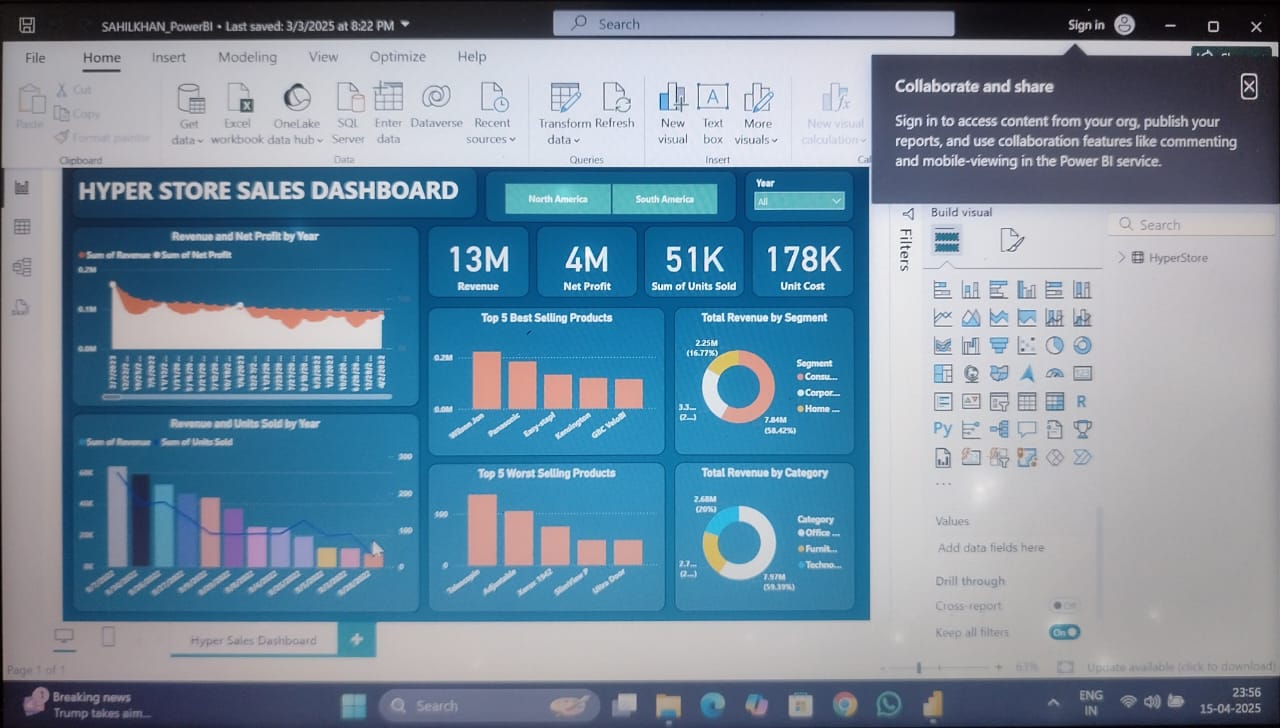 SAHILKHAN_PowerBI • Last saved: 3/3/2025 at 8:22 PM
Search
Sign in
File Home Insert Modeling View Optimize Help
Paste
Cut
Copy
Format painter
Clipboard
Get data
Excel workbook
OneLake data hub
SQL Server
Enter data
Dataverse
Recent sources
Data
Transform data
Refresh
Queries
New visual
Text box
More visuals
Insert
New visual calculation
Cal
Collaborate and share
Sign in to access content from your org, publish your
reports, and use collaboration features like commenting
and mobile-viewing in the Power BI service.
HYPER STORE SALES DASHBOARD
North America South America
Year
All
Revenue and Net Profit by Year
Sum of Revenue Sum of Net Profit
0.2M
0.1M
0.0M
13M
Revenue
4M
Net Profit
51K
Sum of Units Sold
178K
Unit Cost
Top 5 Best Selling Products
0.2M
0.0M
Wilson Jon
Panasonic
Easy-stapl
Kensington
GBC VeloBi
Total Revenue by Segment
2.25M
(16.77%)
3.3...
(2...)
7.84M
(58.42%)
Segment
Consu...
Corpor...
Home ...
Revenue and Units Sold by Year
Sum of Revenue Sum of Units Sold
60K
40K
20K
0K
300
200
100
0
Top 5 Worst Selling Products
100
0
Adjustable
Xerox 1942
Ultra Door
Total Revenue by Category
2.68M
(20%)
2.7...
(2...)
7.97M
(59.39%)
Category
Office ...
Furnit...
Techno...
Filters
Build visual
Search
HyperStore
Py
R
123
...
Values
Add data fields here
Drill through
Cross-report
Off
Keep all filters
On
Hyper Sales Dashboard
+
Page 1 of 1
- + 63%
Update available (click to download)
Breaking news
Trump takes aim...
Search
ENG
IN
23:56
15-04-2025